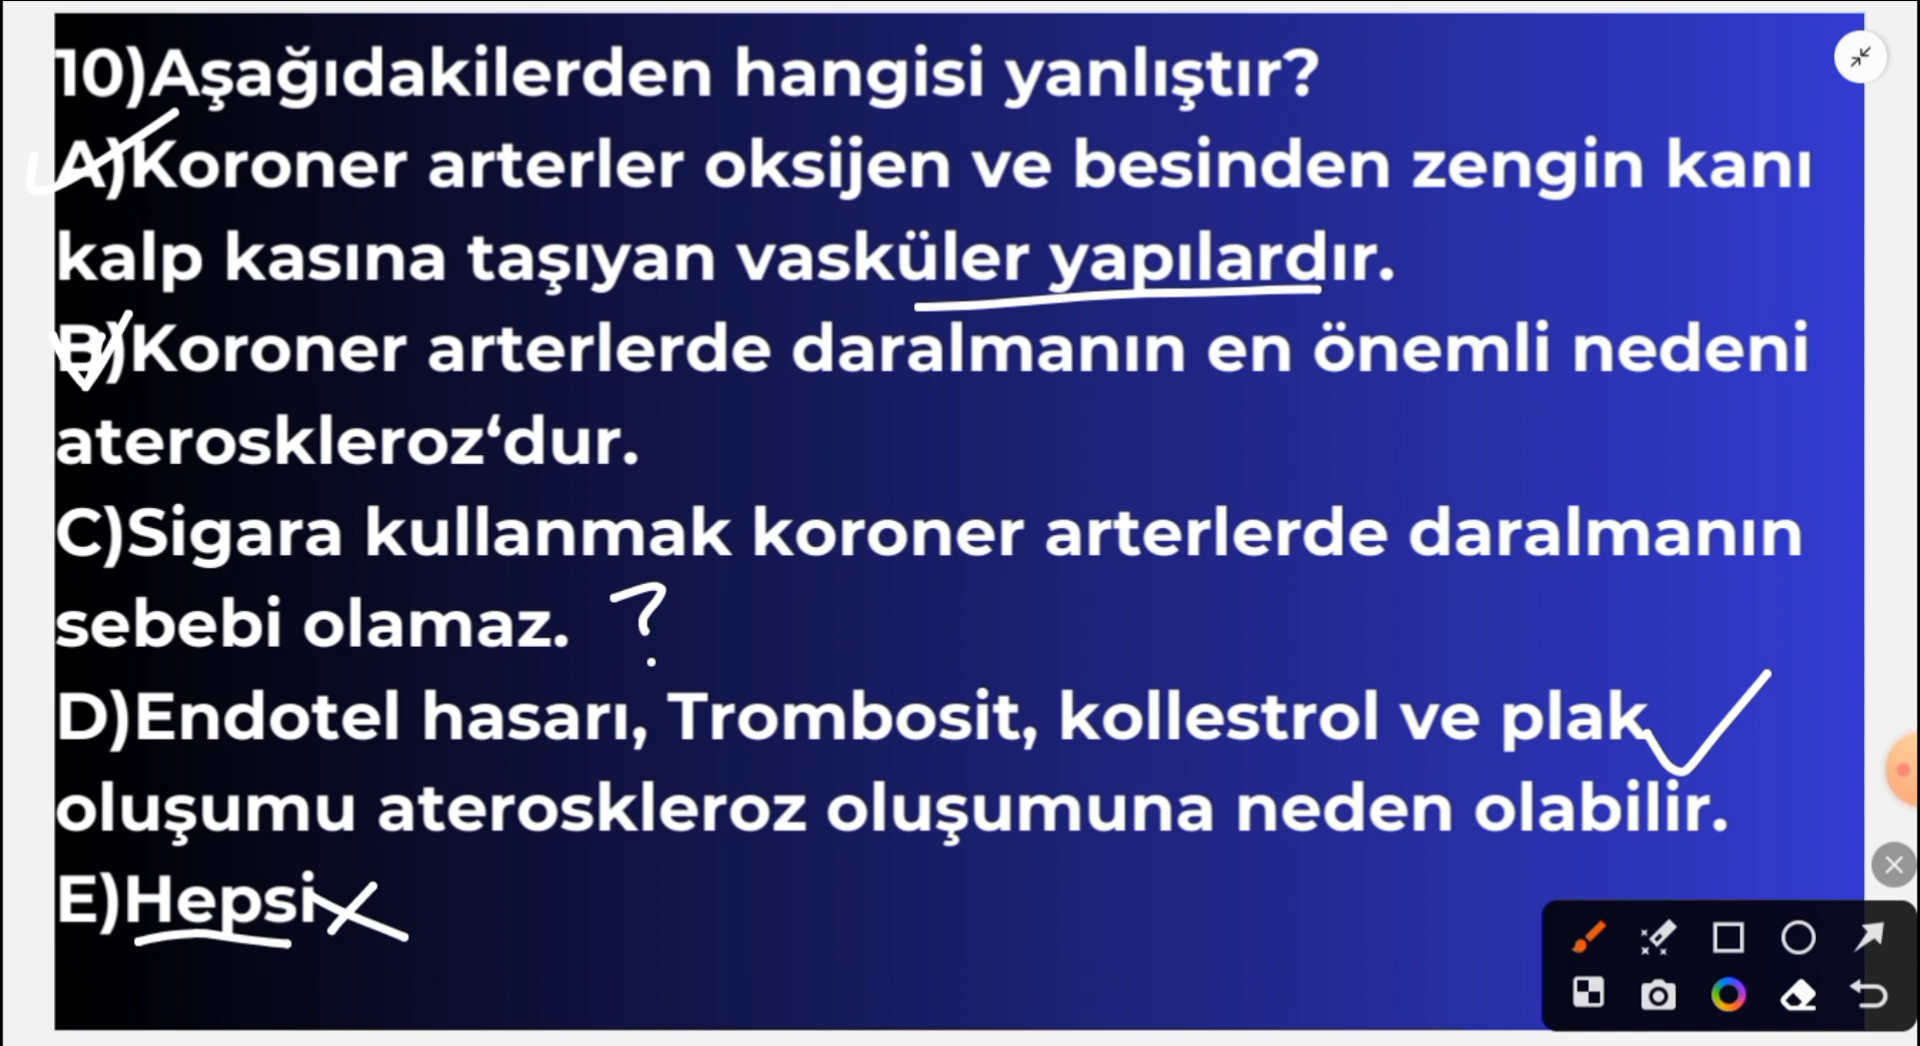 10)Aşağıdakilerden hangisi yanlıştır?
A)Koroner arterler oksijen ve besinden zengin kanı
kalp kasına taşıyan vasküler yapılardır.
B)Koroner arterlerde daralmanın en önemli nedeni
ateroskleroz‘dur.
C)Sigara kullanmak koroner arterlerde daralmanın
sebebi olamaz. ?
D)Endotel hasarı, Trombosit, kollestrol ve plak
oluşumu ateroskleroz oluşumuna neden olabilir.
E)Hepsi